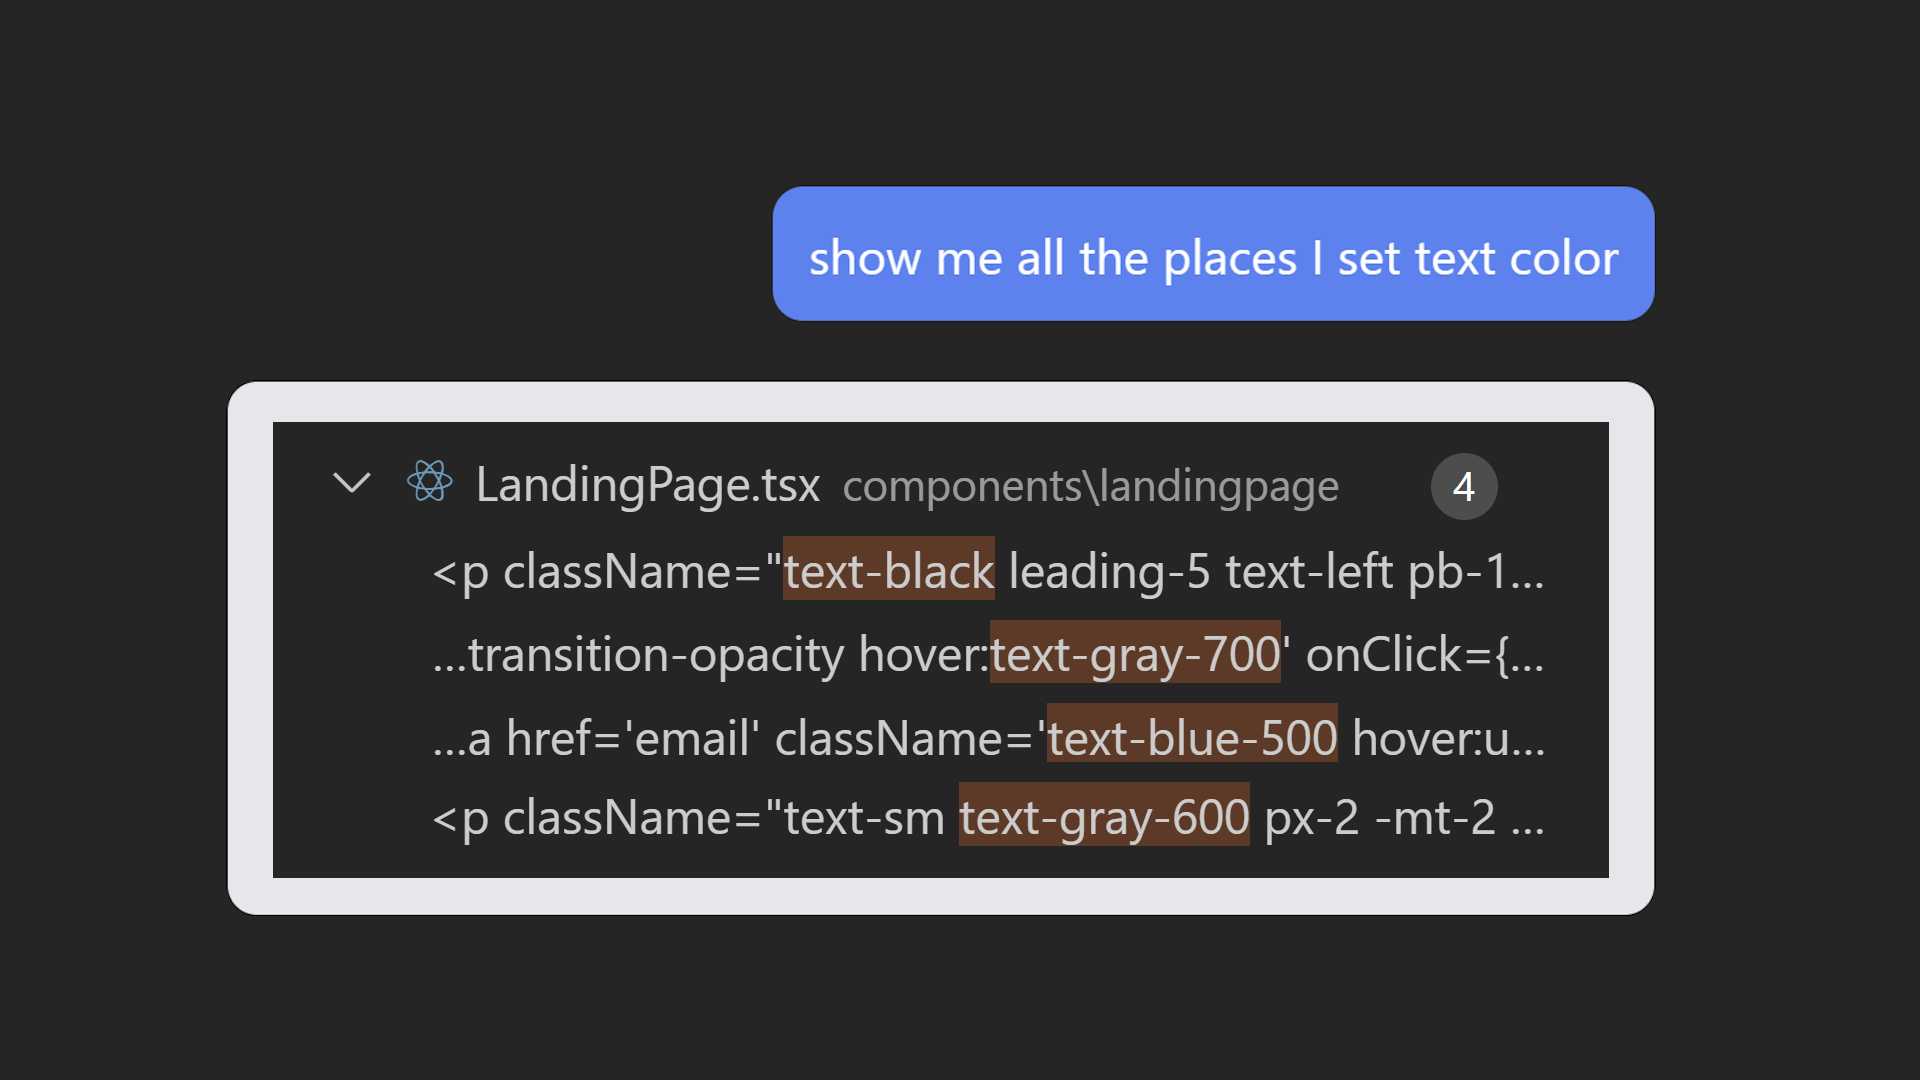 show me all the places I set text color
LandingPage.tsx components\landingpage 4
<p className="text-black leading-5 text-left pb-1...
...transition-opacity hover:text-gray-700' onClick={...
...a href='email' className='text-blue-500 hover:u...
<p className="text-sm text-gray-600 px-2 -mt-2 ...